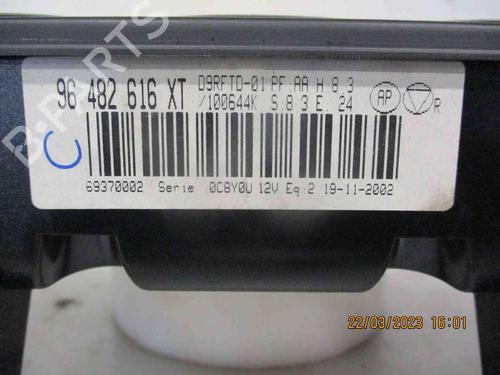 96 482 616 XT D9RFTD-01 PF.AA H 8.3
/100644K S.8 3 E. 24
AP R
C
69370002 Serie 0C8Y0U 12V Eq.2 19-11-2002
B-PARTS
22/03/2023 16:01